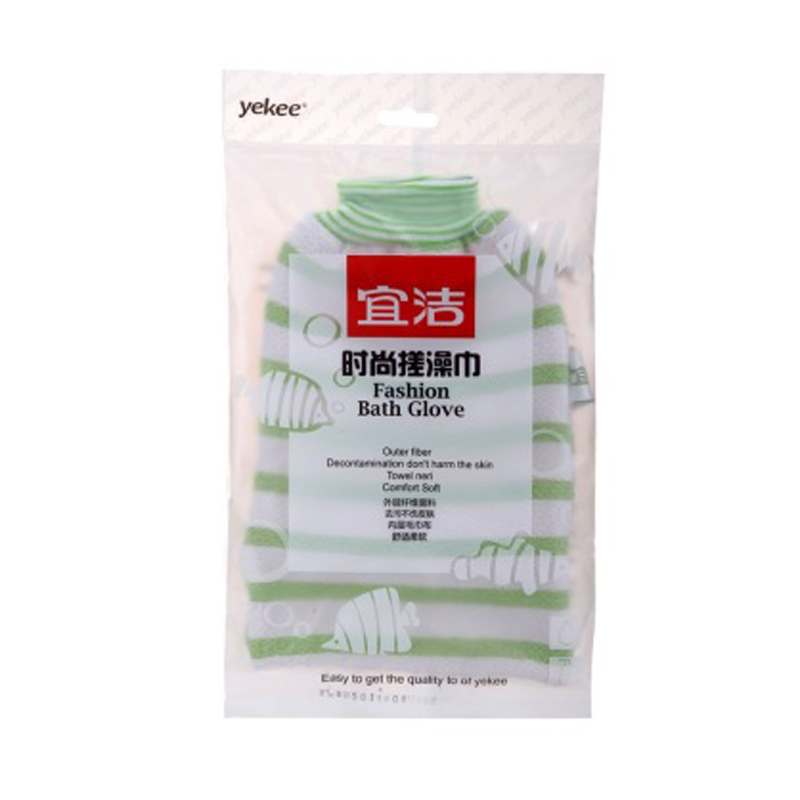 yekee
宜洁
时尚搓澡巾
Fashion
Bath Glove
Outer fiber
Decontamination don't harm the skin
Towel neri
Comfort Soft
外层纤维面料
去污不伤皮肤
内层毛巾布
舒适柔软
Easy to get the quality to of yekee